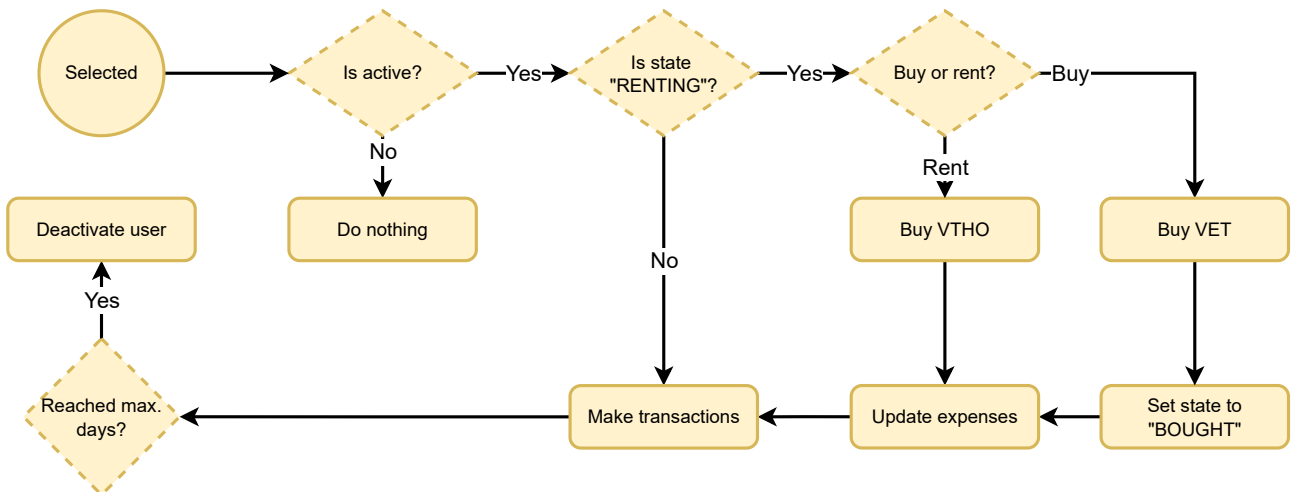 Selected
Is active?
Yes
Is state
"RENTING"?
Yes
Buy or rent?
Buy
No
Rent
Deactivate user
Do nothing
Buy VTHO
Buy VET
No
Yes
Reached max.
days?
Make transactions
Update expenses
Set state to
"BOUGHT"